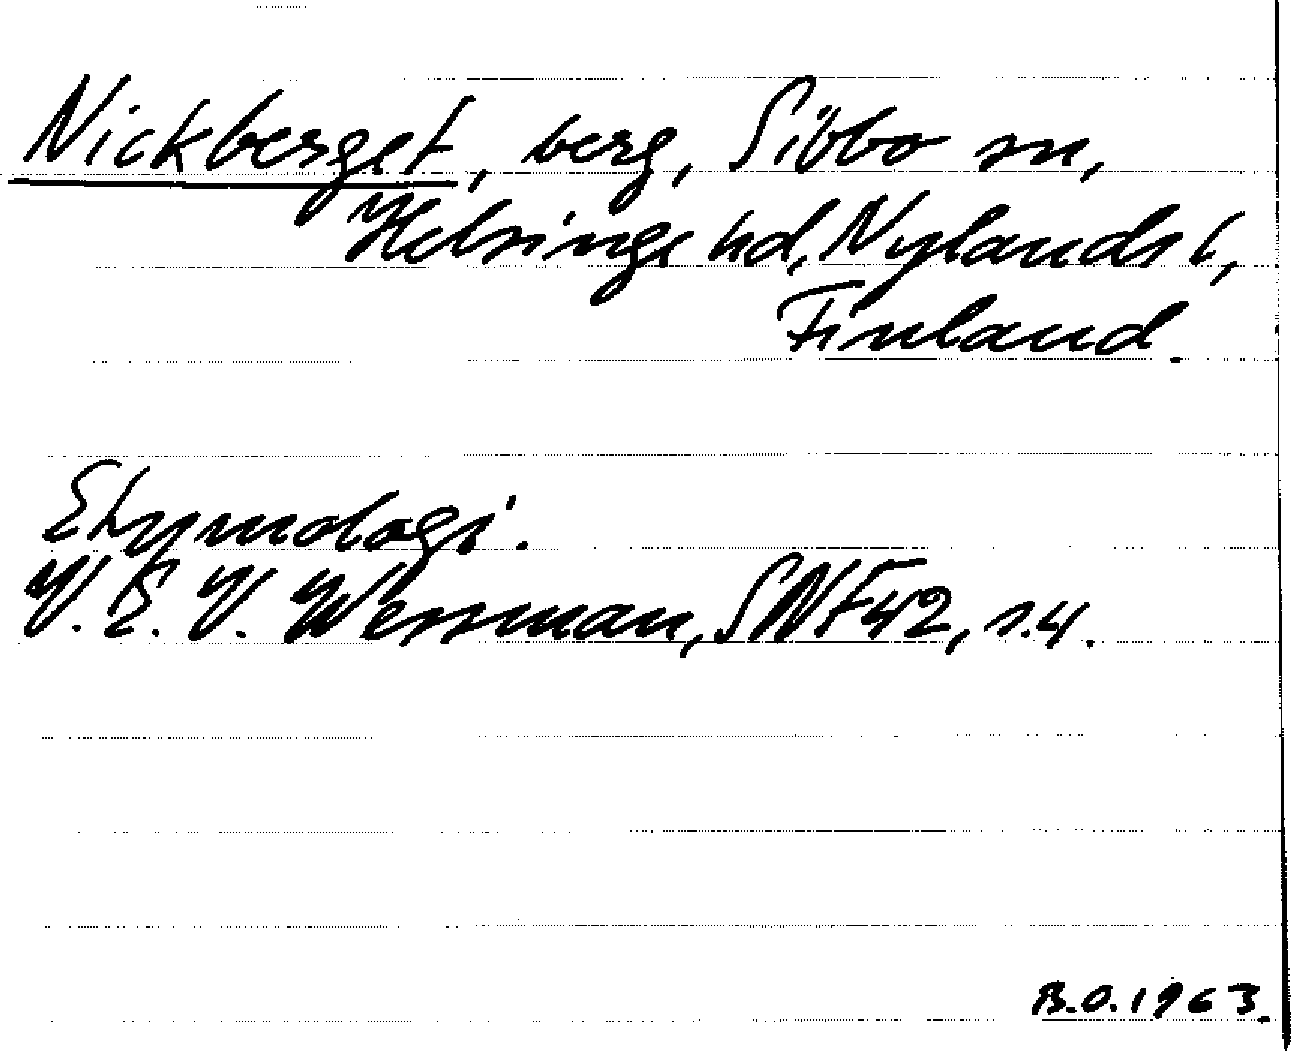 Nickberget, berg, Sibbo sn,
Helsinge hd, Nylands l,
Finland.
Etymologi.
V. E. V. Wessman, SNF 42, s. 4.
B.O. 1963.